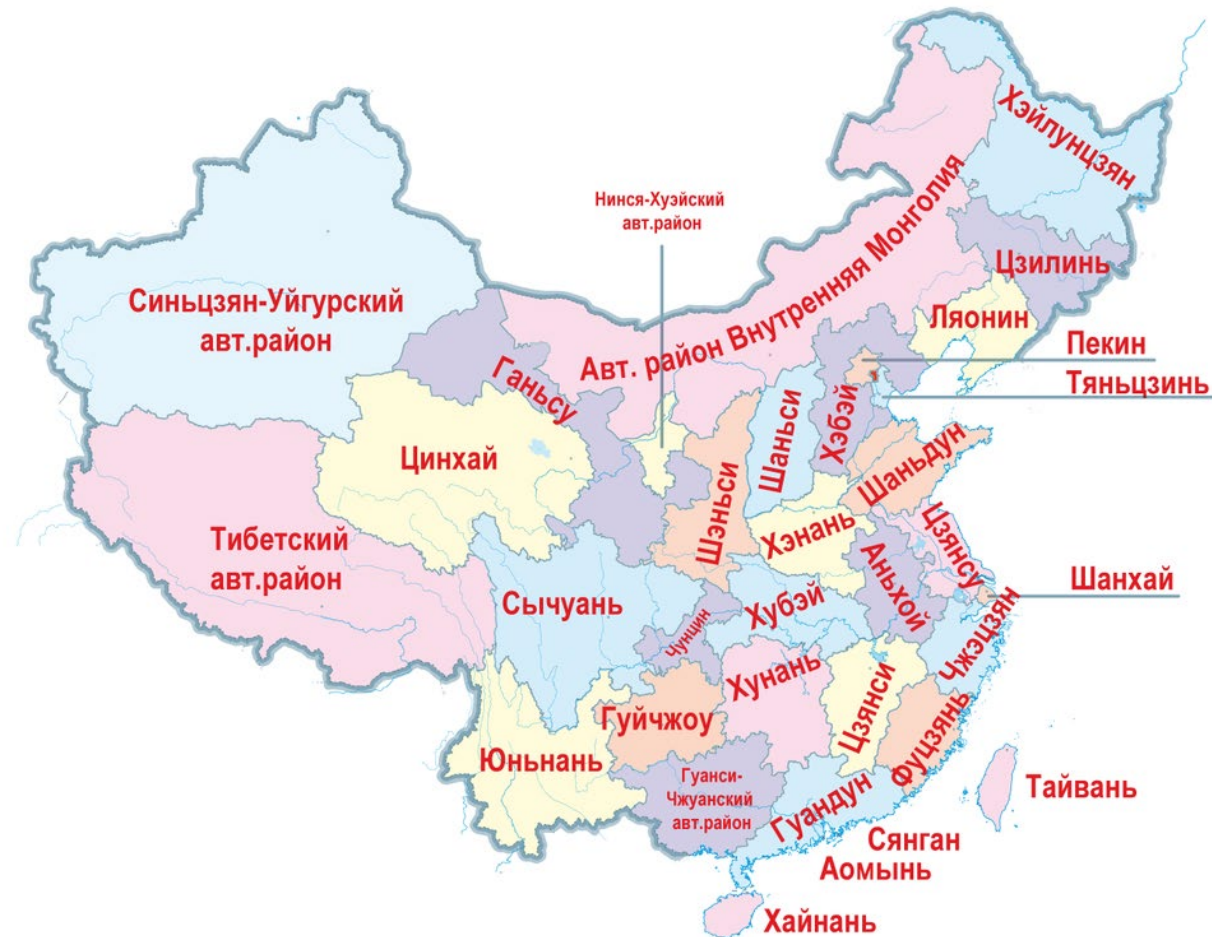 Хэйлунцзян
Нинся-Хуэйский
авт.район
Авт. район Внутренняя Монголия
Цзилинь
Синьцзян-Уйгурский
авт.район
Ляонин
Пекин
Тяньцзинь
Ганьсу
Хэбэй
Шаньси
Шаньдун
Цинхай
Шэньси
Хэнань
Цзянсу
Тибетский
авт.район
Аньхой
Шанхай
Сычуань
Хубэй
Чунцин
Чжэцзян
Хунань
Цзянси
Гуйчжоу
Фуцзянь
Юньнань
Гуанси-
Чжуанский
авт.район
Гуандун
Тайвань
Сянган
Аомынь
Хайнань